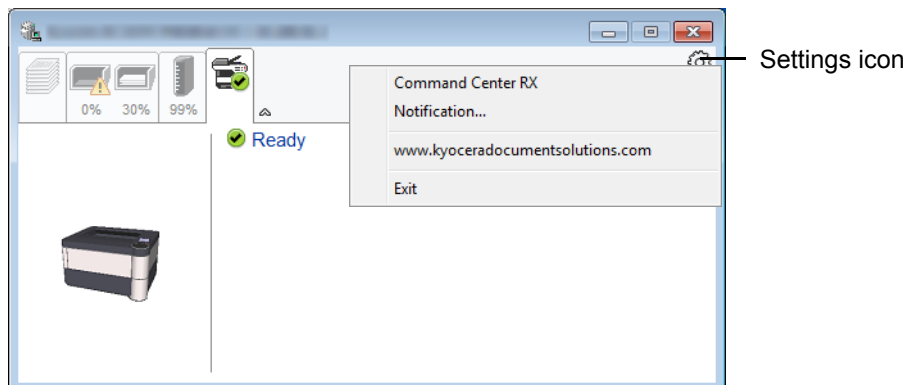 Settings icon
Command Center RX
0% 30% 99%
Notification...
Ready
www.kyoceradocumentsolutions.com
Exit